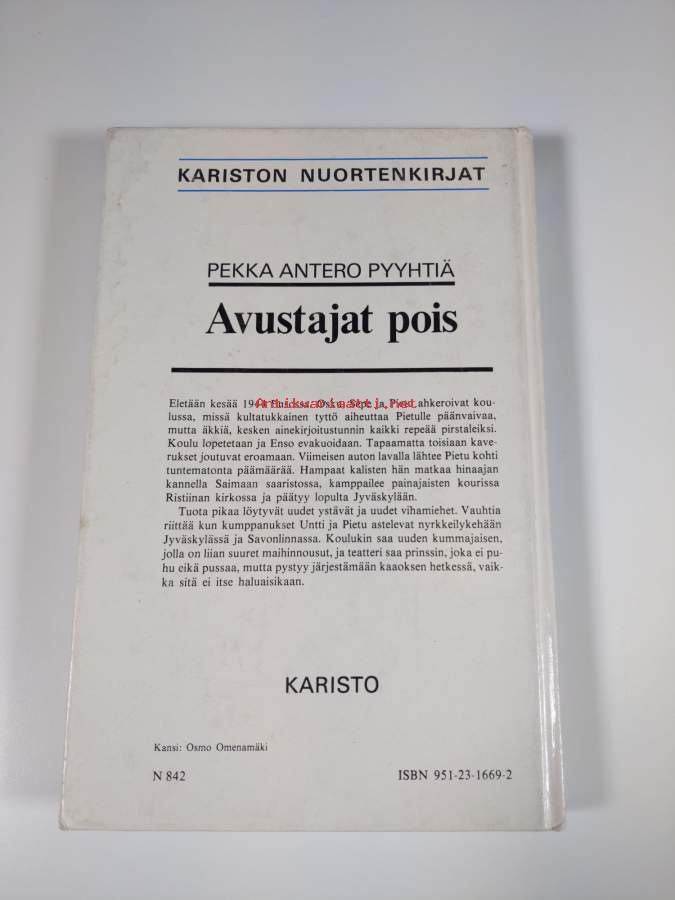 KARISTON NUORTENKIRJAT
PEKKA ANTERO PYYHTIÄ
Avustajat pois
Eletään kesää Pietu ahkeroivat kou-
Antikvariaatti.net
lussa, missä kultatukkainen tyttö aiheuttaa Pietulle päänvaivaa,
mutta äkkiä, kesken ainekirjoitustunnin kaikki repeää pirstaleiksi.
Koulu lopetetaan ja Enso evakuoidaan. Tapaamatta toisiaan kave-
rukset joutuvat eroamaan. Viimeisen auton lavalla lähtee Pietu kohti
tuntematonta päämäärää. Hampaat kalisten hän matkaa hinaajan
kannella Saimaan saaristossa, kamppailee painajaisten kourissa
Ristiinan kirkossa ja päätyy lopulta Jyväskylään.
Tuota pikaa löytyvät uudet ystävät ja uudet vihamiehet. Vauhtia
riittää kun kumppanukset Untti ja Pietu astelevat nyrkkeilykehään
Jyväskylässä ja Savonlinnassa. Koulukin saa uuden kummajaisen,
jolla on liian suuret maihinnousut, ja teatteri saa prinssin, joka ei pu-
hu eikä pussaa, mutta pystyy järjestämään kaaoksen hetkessä, vaik-
ka sitä ei itse haluaisikaan.
KARISTO
Kansi: Osmo Omenamäki
N 842
ISBN 951-23-1669-2